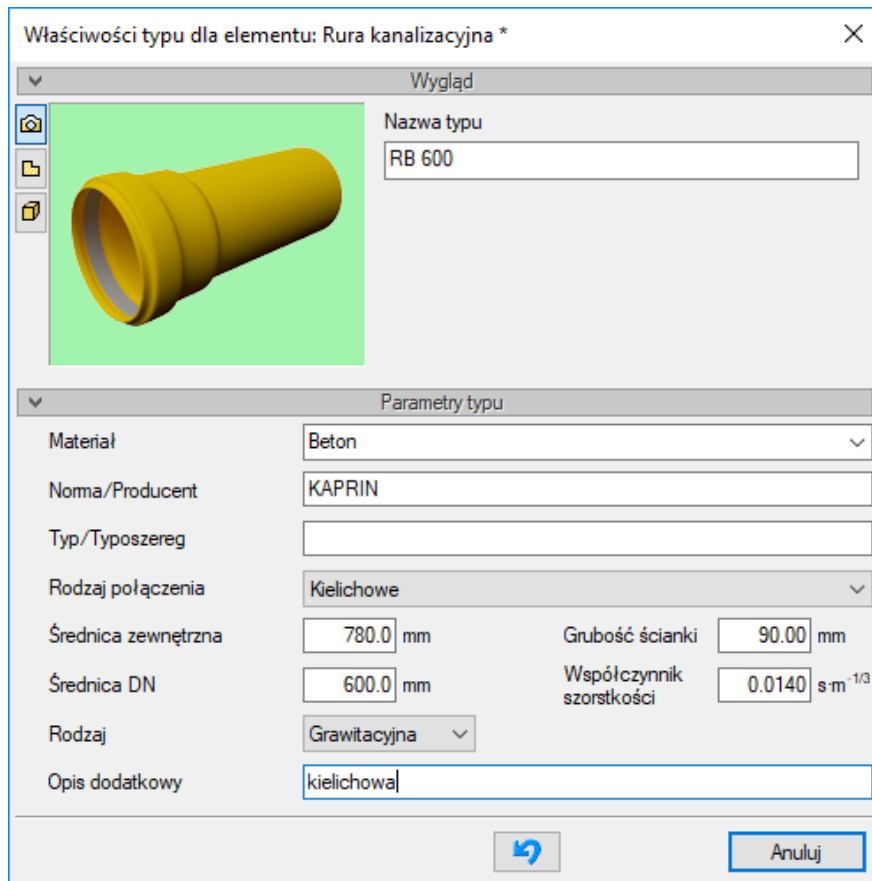 Właściwości typu dla elementu: Rura kanalizacyjna *
Wygląd
Nazwa typu
RB 600
Parametry typu
Materiał Beton
Norma/Producent KAPRIN
Typ/Typoszereg
Rodzaj połączenia Kielichowe
Średnica zewnętrzna 780.0 mm Grubość ścianki 90.00 mm
Średnica DN 600.0 mm Współczynnik szorstkości 0.0140 s·m-1/3
Rodzaj Grawitacyjna
Opis dodatkowy kielichowa
Anuluj